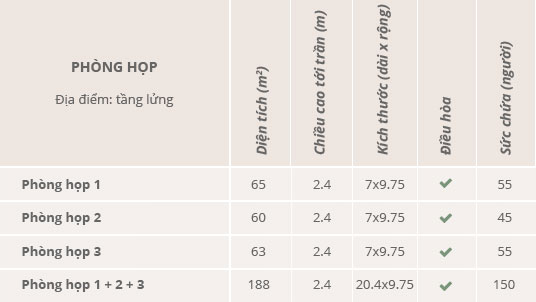 PHÒNG HỌP
Địa điểm: tầng lửng
Diện tích (m²)
Chiều cao tới trần (m)
Kích thước (dài x rộng)
Điều hòa
Sức chứa (người)
Phòng họp 1 65 2.4 7x9.75 ✔ 55
Phòng họp 2 60 2.4 7x9.75 ✔ 45
Phòng họp 3 63 2.4 7x9.75 ✔ 55
Phòng họp 1 + 2 + 3 188 2.4 20.4x9.75 ✔ 150